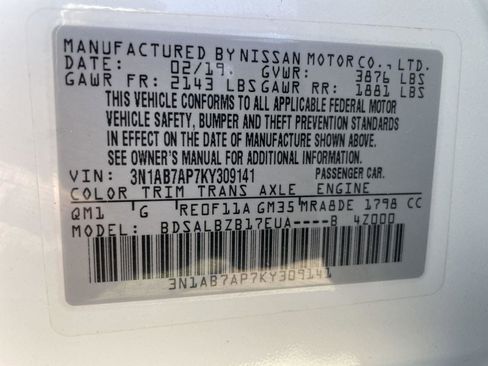 MANUFACTURED BY NISSAN MOTOR CO., LTD.
DATE: 02/19 GVWR: 3876 LBS
GAWR FR: 2143 LBS GAWR RR: 1881 LBS
THIS VEHICLE CONFORMS TO ALL APPLICABLE FEDERAL MOTOR
VEHICLE SAFETY, BUMPER AND THEFT PREVENTION STANDARDS
IN EFFECT ON THE DATE OF MANUFACTURE SHOWN ABOVE.
SEE OWNER'S MANUAL FOR ADDITIONAL INFORMATION.
VIN: 3N1AB7AP7KY309141 PASSENGER CAR.
COLOR TRIM TRANS AXLE ENGINE
QM1 G RE0F11A GM35 MRA8DE 1798 CC
MODEL: BDSALBZB17EUA----B 4Z000
3N1AB7AP7KY309141